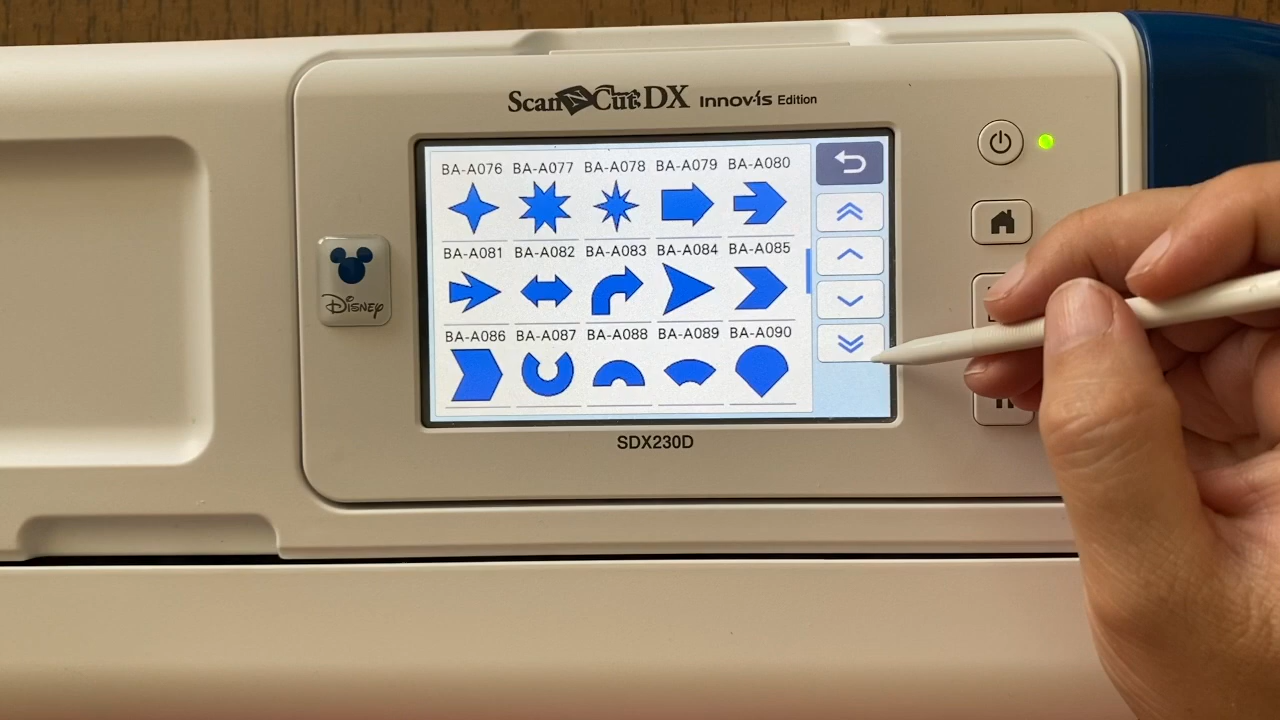 ScanNCut DX Innov-is Edition
BA-A076 BA-A077 BA-A078 BA-A079 BA-A080
BA-A081 BA-A082 BA-A083 BA-A084 BA-A085
BA-A086 BA-A087 BA-A088 BA-A089 BA-A090
Disney
SDX230D